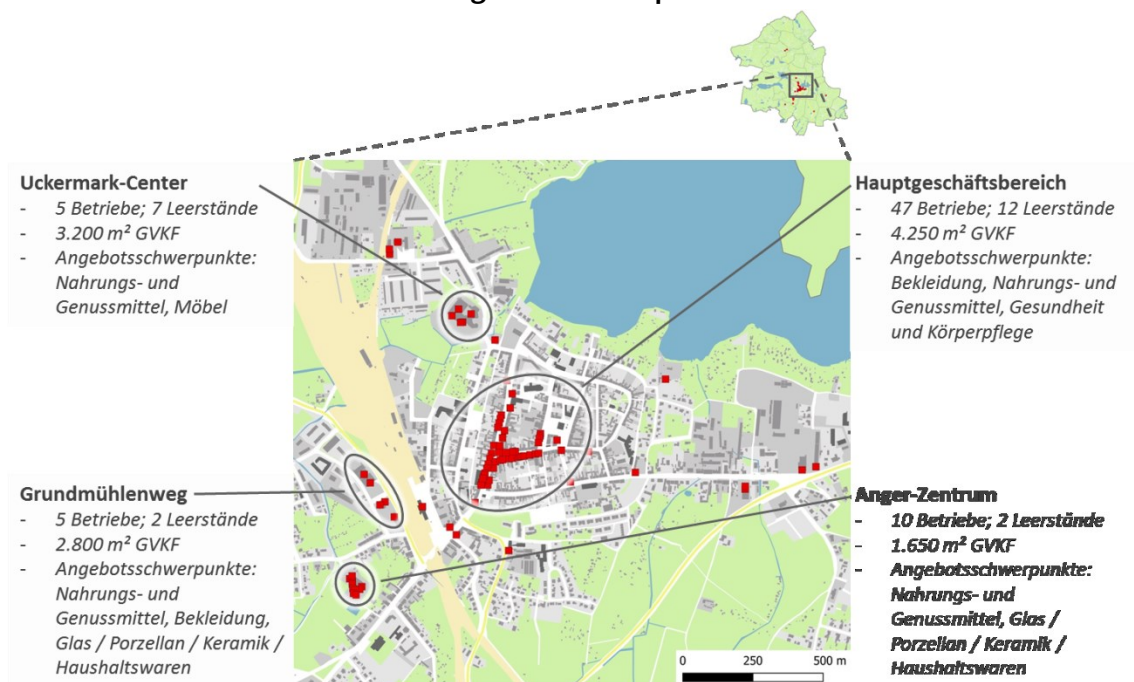 Uckermark-Center
- 5 Betriebe; 7 Leerstände
- 3.200 m² GVKF
- Angebotsschwerpunkte:
Nahrungs- und
Genussmittel, Möbel
Hauptgeschäftsbereich
- 47 Betriebe; 12 Leerstände
- 4.250 m² GVKF
- Angebotsschwerpunkte:
Bekleidung, Nahrungs- und
Genussmittel, Gesundheit
und Körperpflege
Grundmühlenweg
- 5 Betriebe; 2 Leerstände
- 2.800 m² GVKF
- Angebotsschwerpunkte:
Nahrungs- und
Genussmittel, Bekleidung,
Glas / Porzellan / Keramik /
Haushaltswaren
Anger-Zentrum
- 10 Betriebe; 2 Leerstände
- 1.650 m² GVKF
- Angebotsschwerpunkte:
Nahrungs- und
Genussmittel, Glas /
Porzellan / Keramik /
Haushaltswaren
0 250 500 m